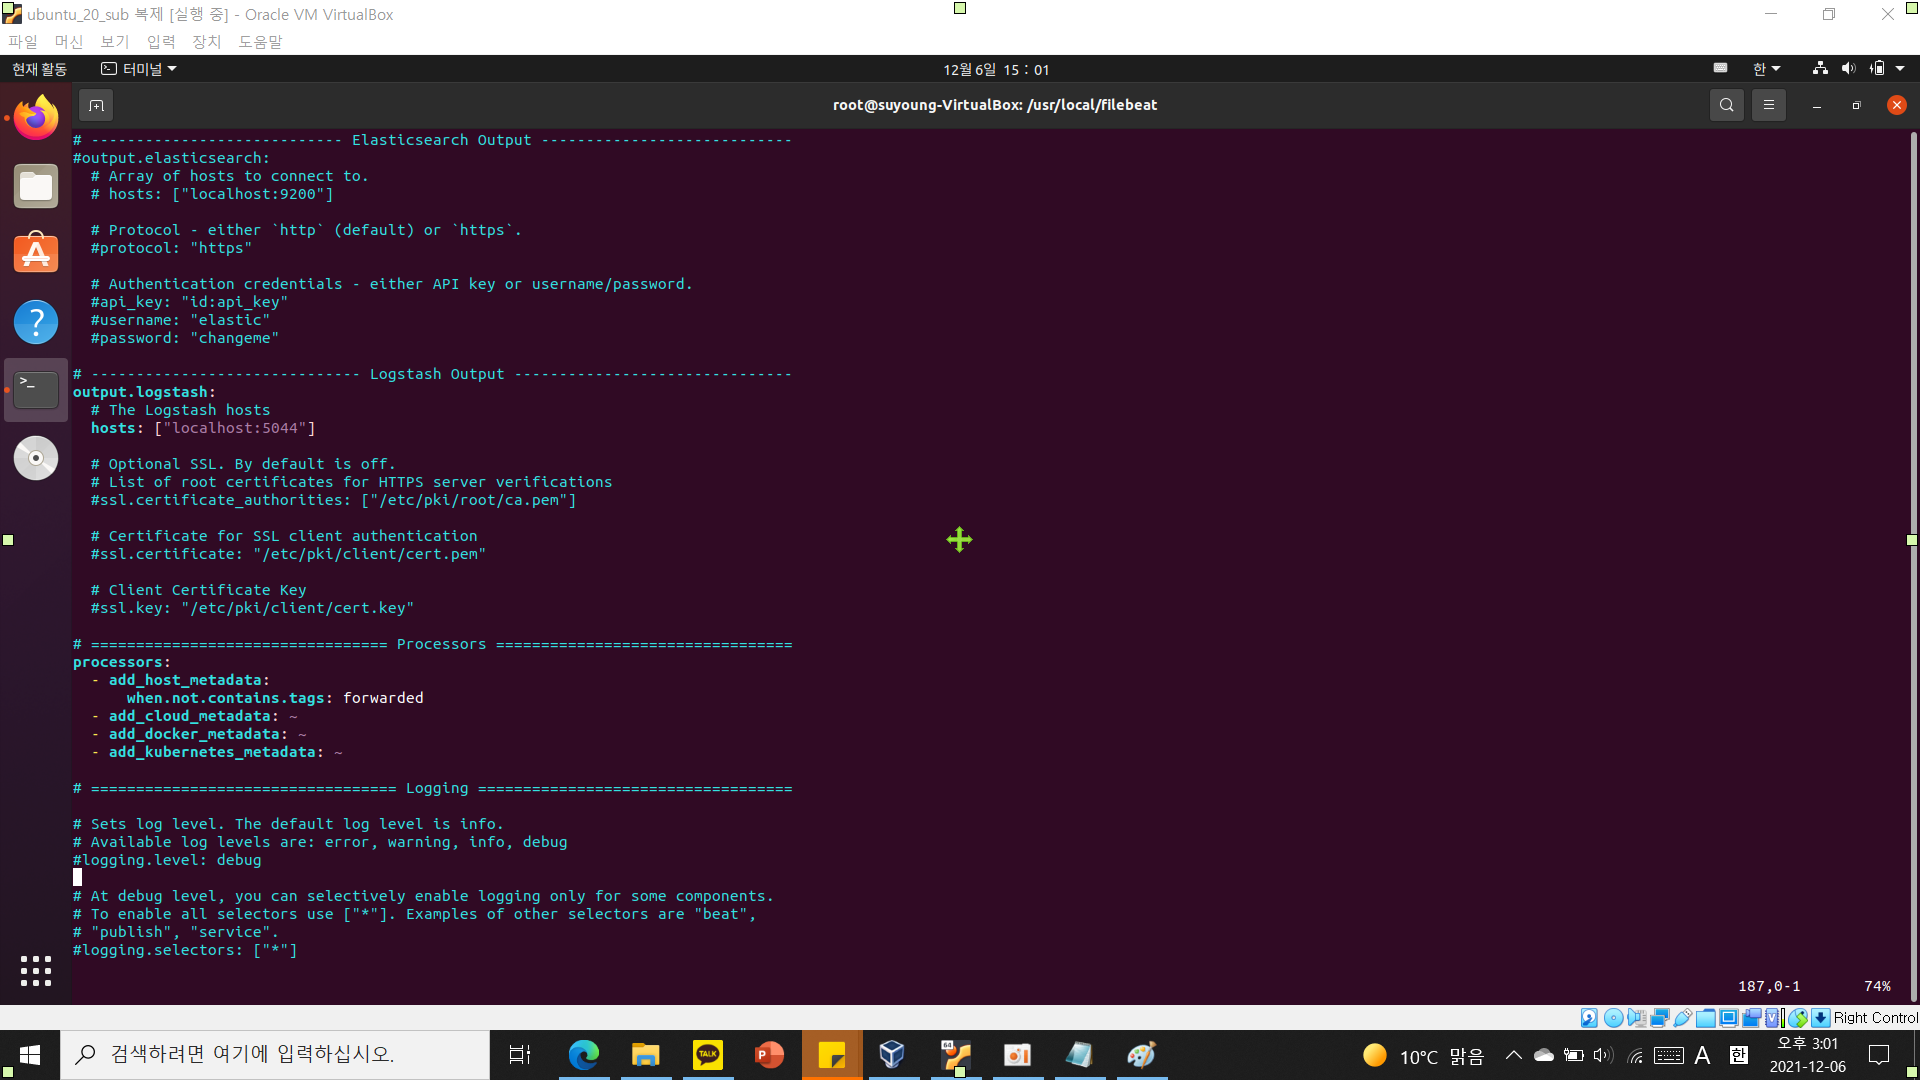 ubuntu_20_sub 복제 [실행 중] - Oracle VM VirtualBox
파일 머신 보기 입력 장치 도움말
현재 활동 터미널 12월 6일 15 : 01 한
root@suyoung-VirtualBox: /usr/local/filebeat
# ---------------------------- Elasticsearch Output ----------------------------
#output.elasticsearch:
  # Array of hosts to connect to.
  # hosts: ["localhost:9200"]

  # Protocol - either `http` (default) or `https`.
  #protocol: "https"

  # Authentication credentials - either API key or username/password.
  #api_key: "id:api_key"
  #username: "elastic"
  #password: "changeme"

# ------------------------------ Logstash Output -------------------------------
output.logstash:
  # The Logstash hosts
  hosts: ["localhost:5044"]

  # Optional SSL. By default is off.
  # List of root certificates for HTTPS server verifications
  #ssl.certificate_authorities: ["/etc/pki/root/ca.pem"]

  # Certificate for SSL client authentication
  #ssl.certificate: "/etc/pki/client/cert.pem"

  # Client Certificate Key
  #ssl.key: "/etc/pki/client/cert.key"

# ================================= Processors =================================
processors:
  - add_host_metadata:
      when.not.contains.tags: forwarded
  - add_cloud_metadata: ~
  - add_docker_metadata: ~
  - add_kubernetes_metadata: ~

# ================================== Logging ===================================

# Sets log level. The default log level is info.
# Available log levels are: error, warning, info, debug
#logging.level: debug

# At debug level, you can selectively enable logging only for some components.
# To enable all selectors use ["*"]. Examples of other selectors are "beat",
# "publish", "service".
#logging.selectors: ["*"]
187,0-1 74%
Right Control
검색하려면 여기에 입력하십시오.
TALK
P
64
10°C 맑음
A
한
오후 3:01
2021-12-06